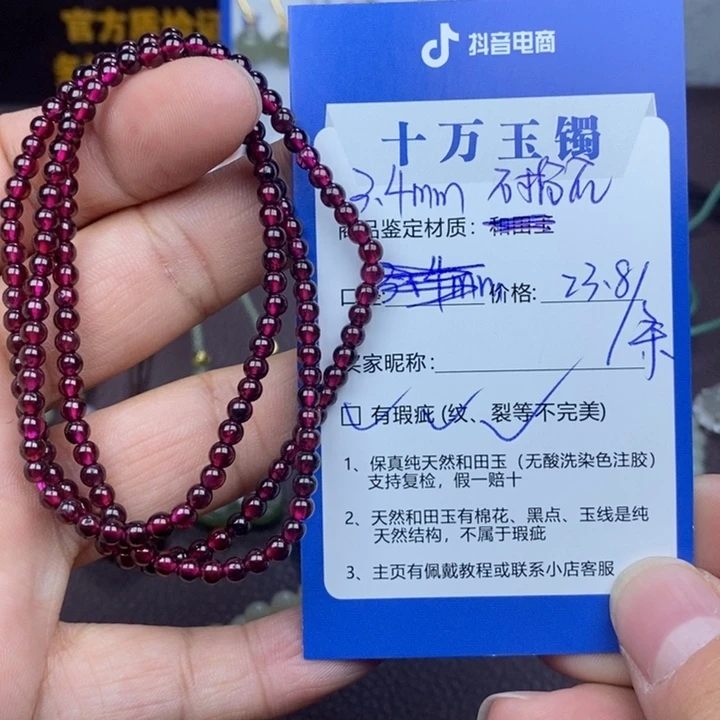 官方质检证
抖音电商
十万玉镯
3.4mm 石榴石
商品鉴定材质：和田玉
价格：23.8/条
买家昵称：
有瑕疵 (纹、裂等不完美)
1、保真纯天然和田玉（无酸洗染色注胶）
支持复检，假一赔十
2、天然和田玉有棉花、黑点、玉线是纯
天然结构，不属于瑕疵
3、主页有佩戴教程或联系小店客服